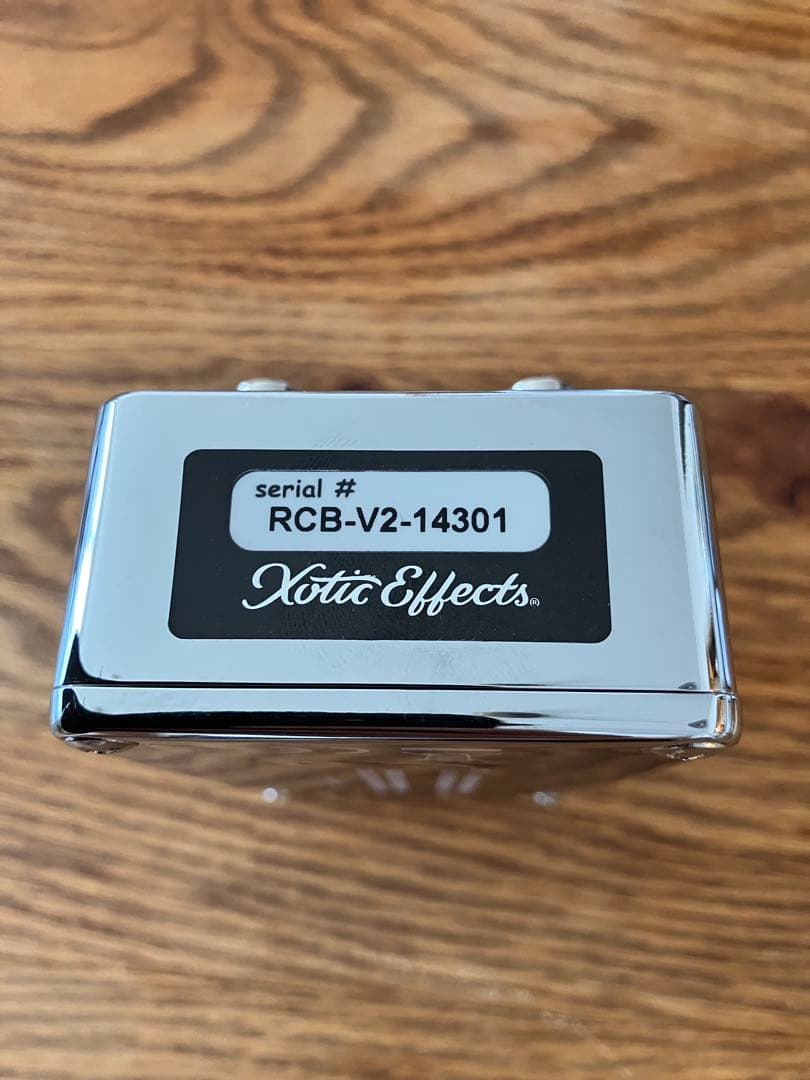 serial #
RCB-V2-14301
Xotic Effects®